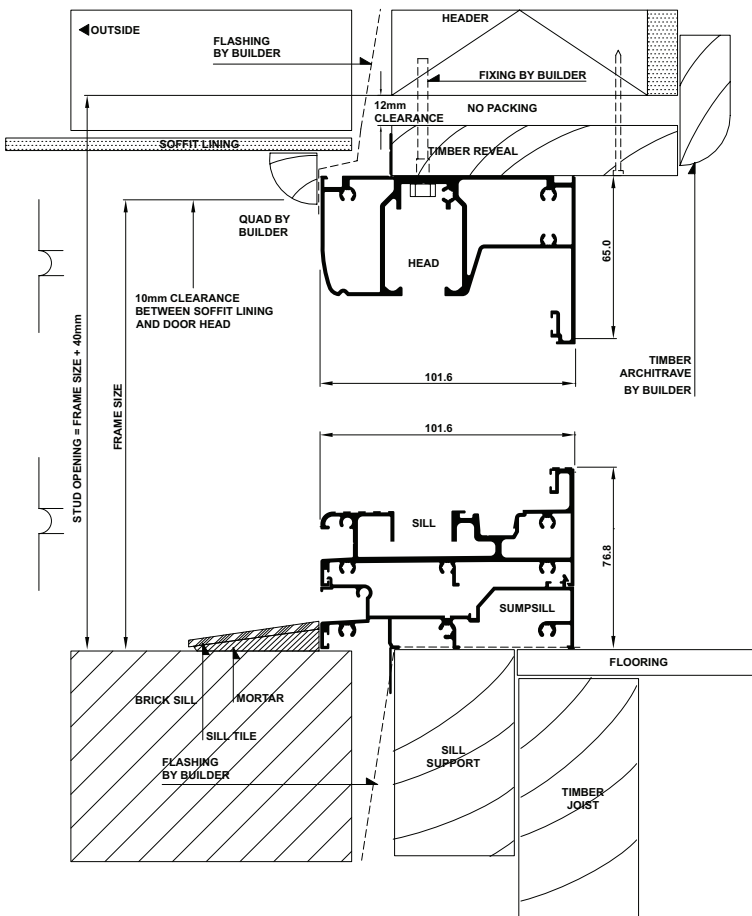 OUTSIDE
HEADER
FLASHING
BY BUILDER
FIXING BY BUILDER
12mm
CLEARANCE
NO PACKING
SOFFIT LINING
TIMBER REVEAL
QUAD BY
BUILDER
HEAD
65.0
10mm CLEARANCE
BETWEEN SOFFIT LINING
AND DOOR HEAD
TIMBER
ARCHITRAVE
BY BUILDER
101.6
STUD OPENING = FRAME SIZE + 40mm
FRAME SIZE
101.6
SILL
76.8
SUMPSILL
FLOORING
BRICK SILL
MORTAR
SILL TILE
FLASHING
BY BUILDER
SILL
SUPPORT
TIMBER
JOIST